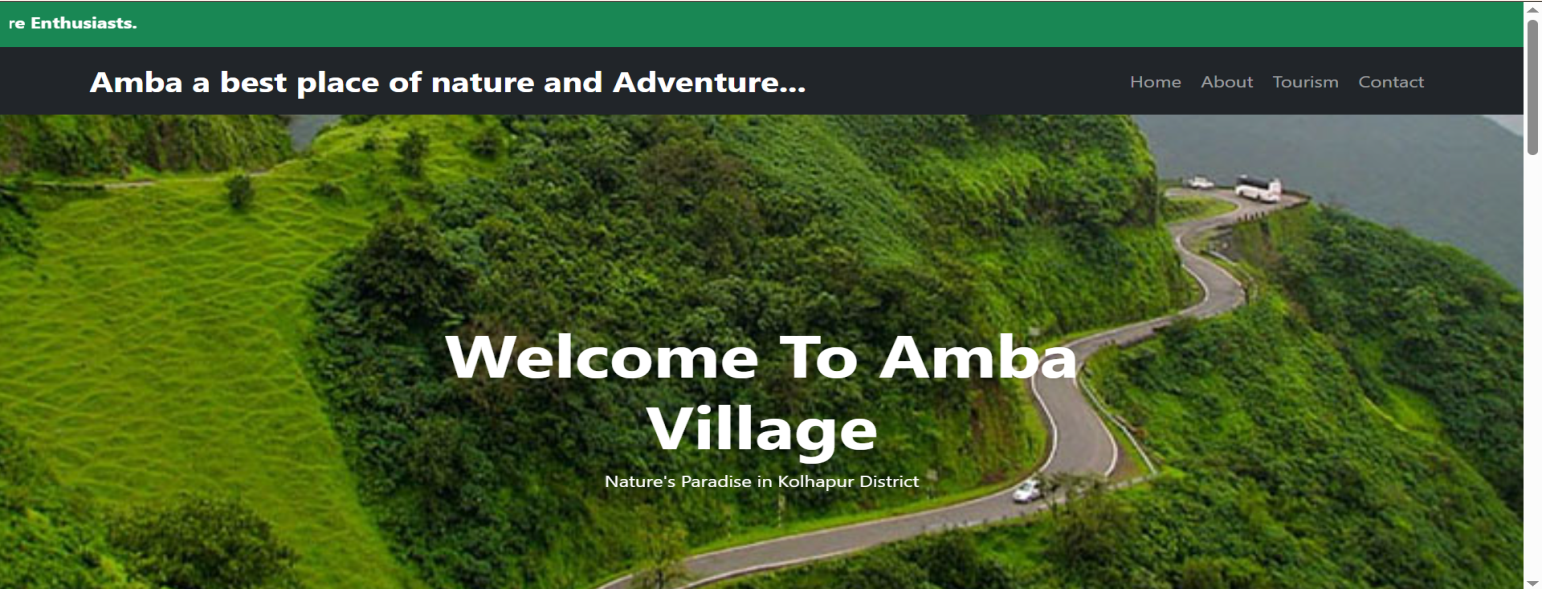 re Enthusiasts.
Amba a best place of nature and Adventure...
Home About Tourism Contact
Welcome To Amba
Village
Nature's Paradise in Kolhapur District